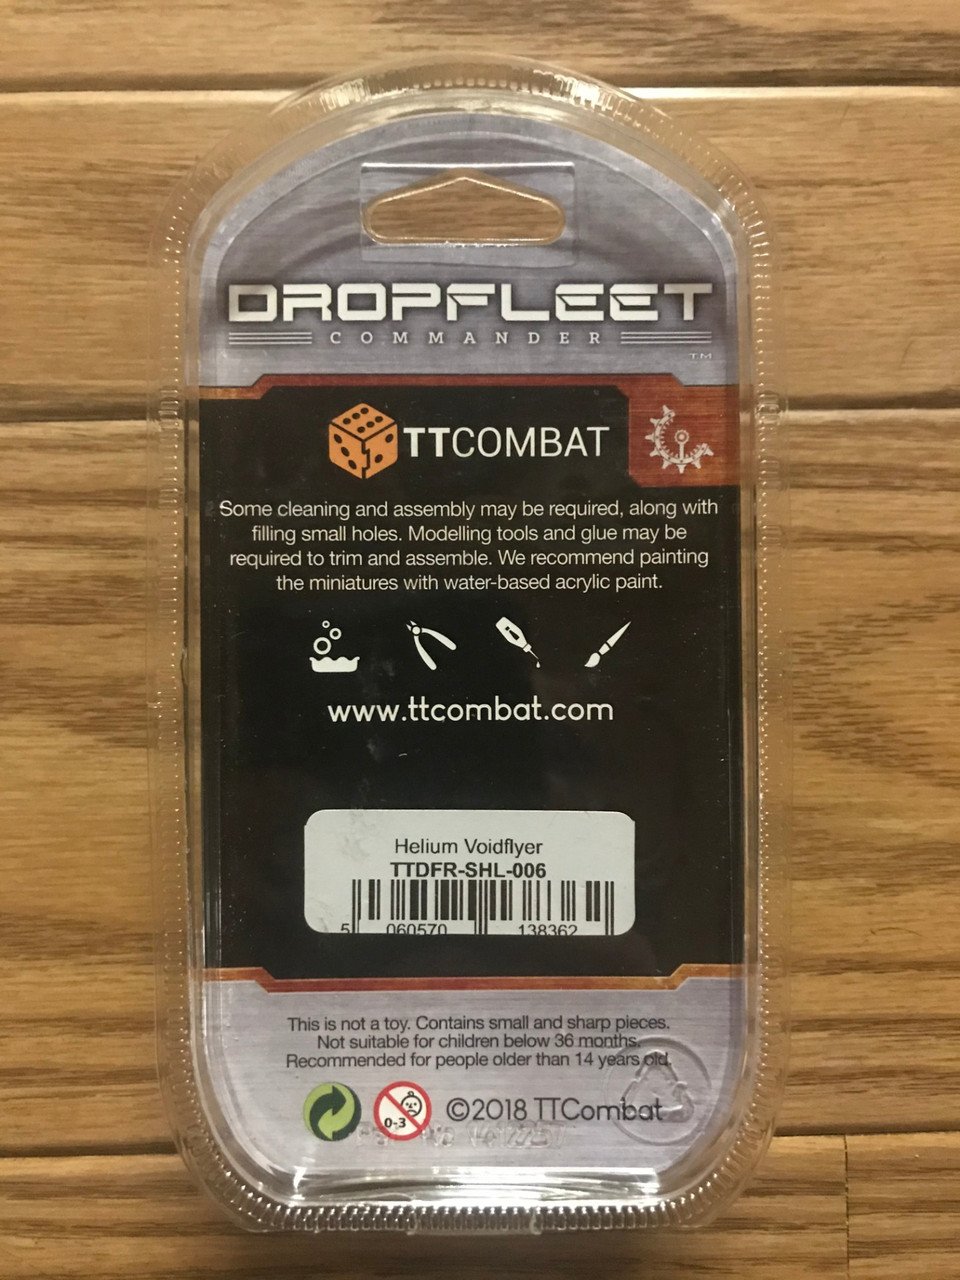 DROPFLEET
COMMANDER
TM
TTCOMBAT
Some cleaning and assembly may be required, along with
filling small holes. Modelling tools and glue may be
required to trim and assemble. We recommend painting
the miniatures with water-based acrylic paint.
www.ttcombat.com
Helium Voidflyer
TTDFR-SHL-006
5 060570 138362
This is not a toy. Contains small and sharp pieces.
Not suitable for children below 36 months.
Recommended for people older than 14 years old.
0-3
©2018 TTCombat